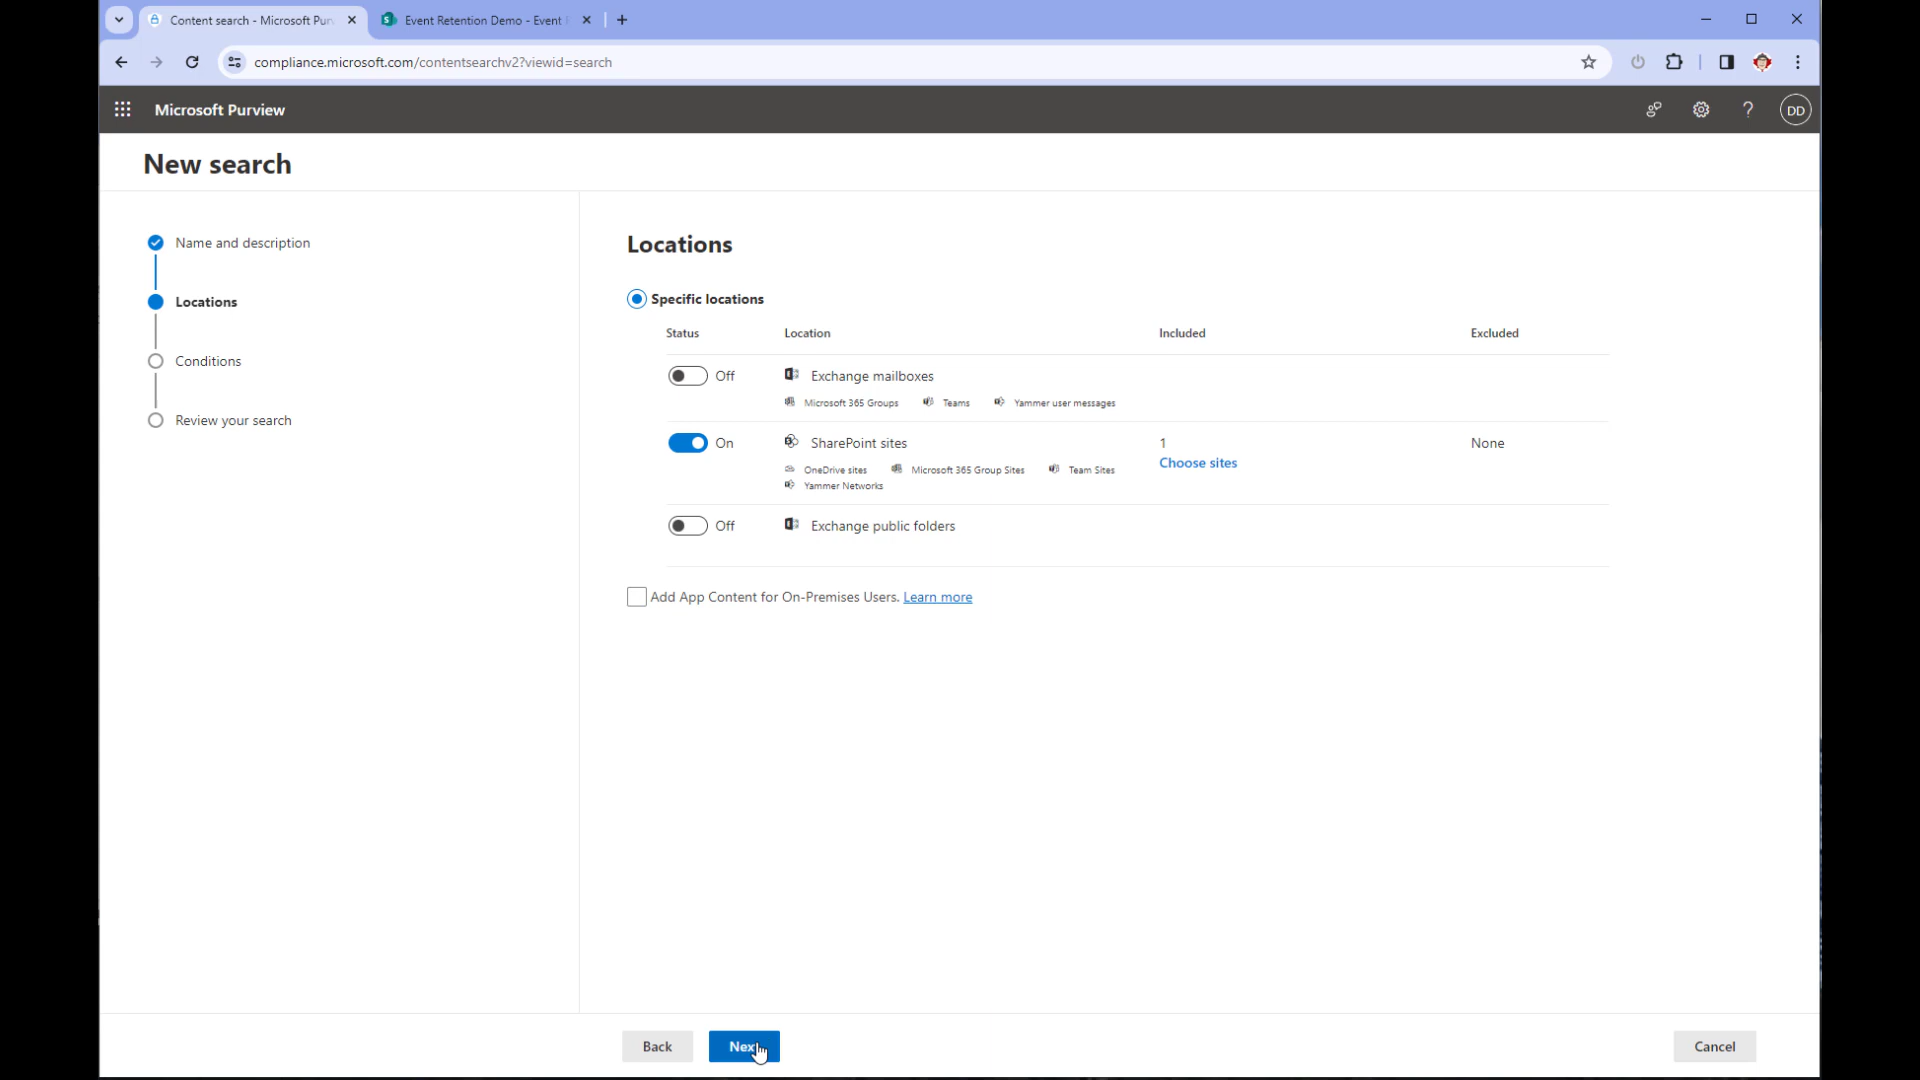 Content search - Microsoft Pur
Event Retention Demo - Event
compliance.microsoft.com/contentsearchv2?viewid=search
Microsoft Purview
DD
New search
Name and description
Locations
Conditions
Review your search
Locations
Specific locations
Status Location Included Excluded
Off Exchange mailboxes
Microsoft 365 Groups Teams Yammer user messages
On SharePoint sites 1 None
Choose sites
OneDrive sites Microsoft 365 Group Sites Team Sites
Yammer Networks
Off Exchange public folders
Add App Content for On-Premises Users. Learn more
Back Next Cancel